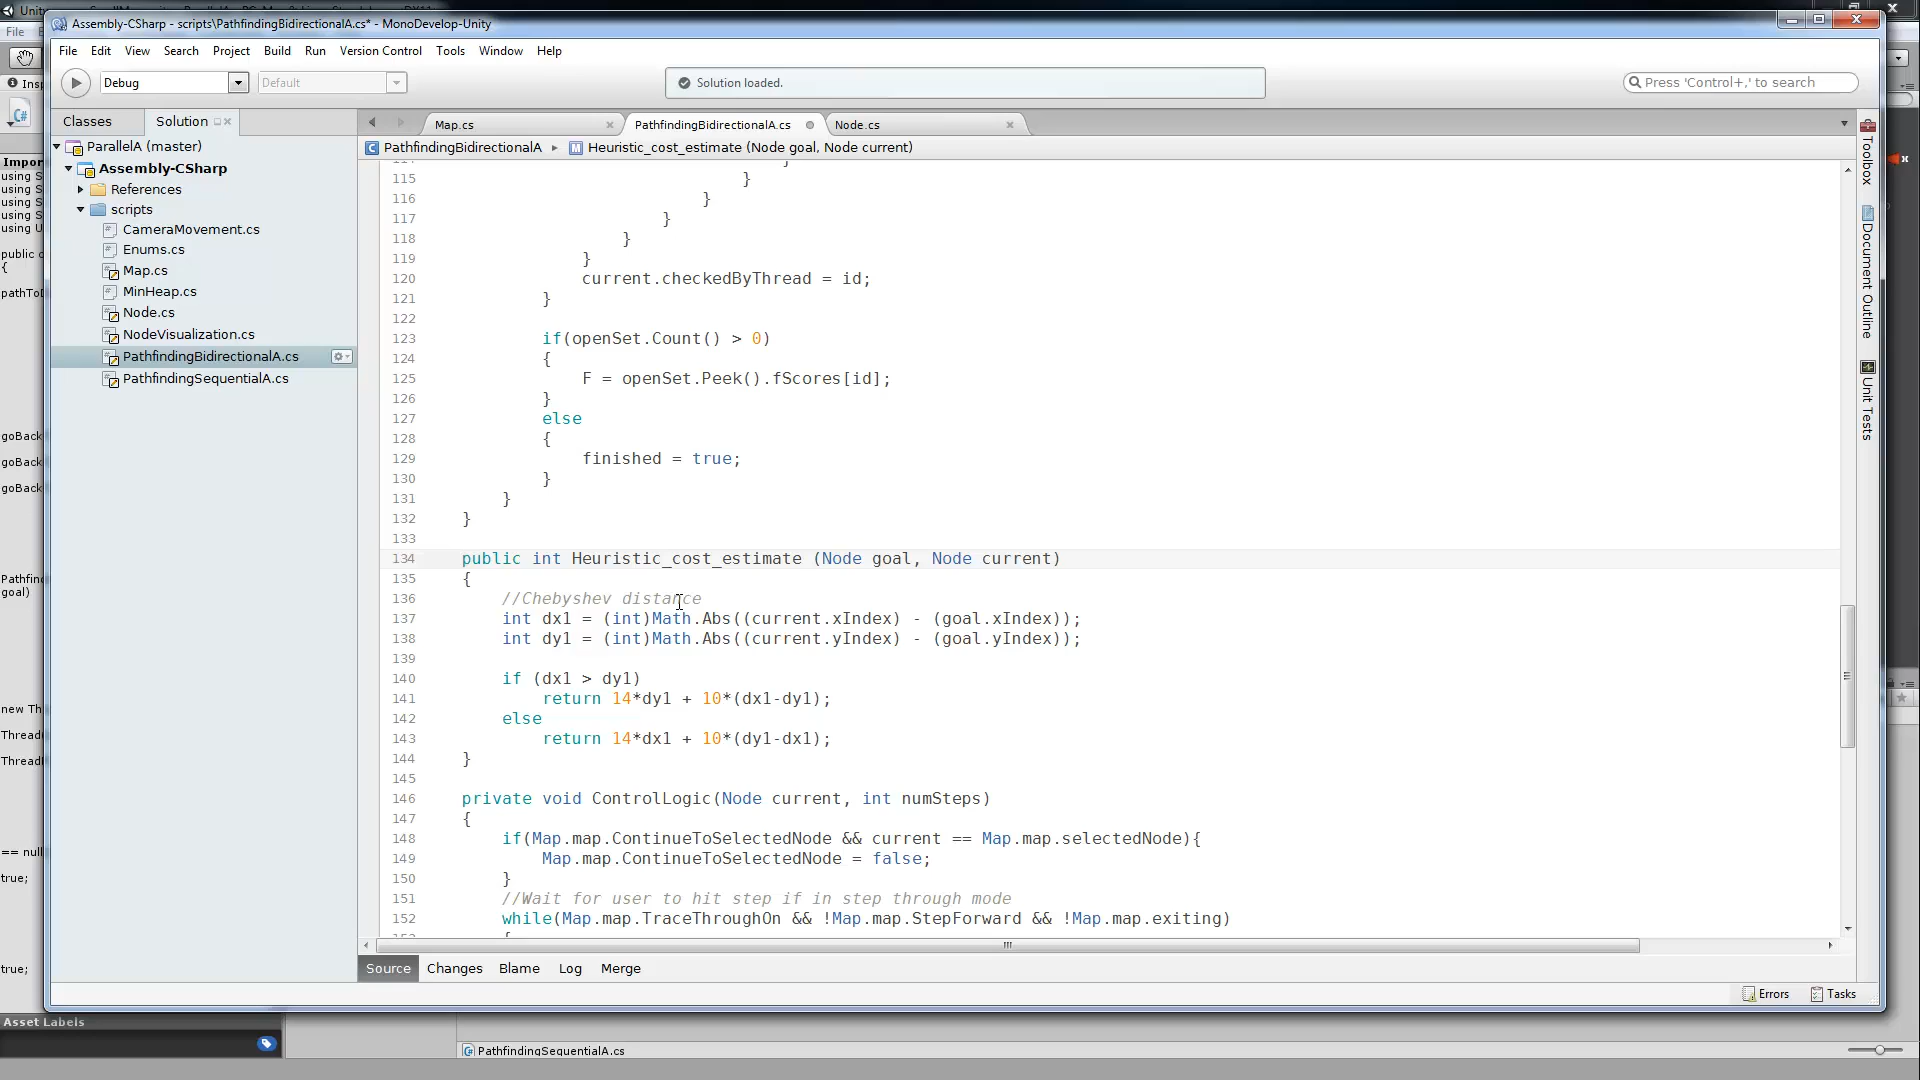 Assembly-CSharp - scripts\PathfindingBidirectionalA.cs* - MonoDevelop-Unity
File
File Edit View Search Project Build Run Version Control Tools Window Help
Debug
Default
Solution loaded.
Press 'Control+,' to search
Insp
Classes
Solution
Map.cs
PathfindingBidirectionalA.cs
Node.cs
ParallelA (master)
Assembly-CSharp
References
scripts
CameraMovement.cs
Enums.cs
Map.cs
MinHeap.cs
Node.cs
NodeVisualization.cs
PathfindingBidirectionalA.cs
PathfindingSequentialA.cs
PathfindingBidirectionalA
Heuristic_cost_estimate (Node goal, Node current)
115 }
116 }
117 }
118 }
119 }
120 current.checkedByThread = id;
121 }
122
123 if(openSet.Count() > 0)
124 {
125 F = openSet.Peek().fScores[id];
126 }
127 else
128 {
129 finished = true;
130 }
131 }
132 }
133
134 public int Heuristic_cost_estimate (Node goal, Node current)
135 {
136 //Chebyshev distance
137 int dx1 = (int)Math.Abs((current.xIndex) - (goal.xIndex));
138 int dy1 = (int)Math.Abs((current.yIndex) - (goal.yIndex));
139
140 if (dx1 > dy1)
141 return 14*dy1 + 10*(dx1-dy1);
142 else
143 return 14*dx1 + 10*(dy1-dx1);
144 }
145
146 private void ControlLogic(Node current, int numSteps)
147 {
148 if(Map.map.ContinueToSelectedNode && current == Map.map.selectedNode){
149 Map.map.ContinueToSelectedNode = false;
150 }
151 //Wait for user to hit step if in step through mode
152 while(Map.map.TraceThroughOn && !Map.map.StepForward && !Map.map.exiting)
Source Changes Blame Log Merge
Errors Tasks
Toolbox
Document Outline
Unit Tests
Impor
using S
using S
using S
using S
using U
public c
{
pathToD
goBack
goBack
goBack
Pathfin
goal)
new Th
Thread
Thread
== null
true;
true;
Asset Labels
PathfindingSequentialA.cs